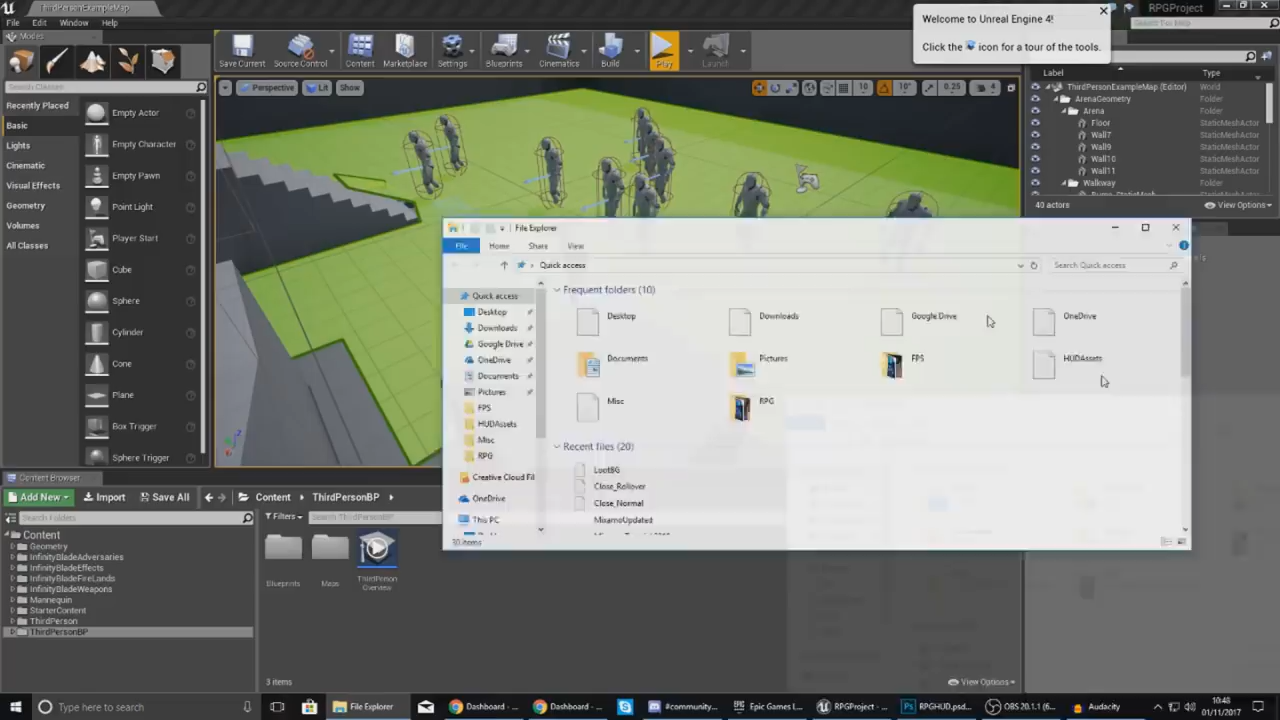 ThirdPersonExampleMap
RPGProject
File Edit Window Help
Welcome to Unreal Engine 4!
Click the icon for a tour of the tools.
Modes
Search Classes
Recently Placed
Basic
Lights
Cinematic
Visual Effects
Geometry
Volumes
All Classes
Empty Actor
Empty Character
Empty Pawn
Point Light
Player Start
Cube
Sphere
Cylinder
Cone
Plane
Box Trigger
Sphere Trigger
Save Current Source Control Content Marketplace Settings Blueprints Cinematics Build Play Launch
Perspective Lit Show
10 10° 0.25 4
Label Type
ThirdPersonExampleMap (Editor) World
ArenaGeometry Folder
Arena Folder
Floor StaticMeshActor
Wall7 StaticMeshActor
Wall9 StaticMeshActor
Wall10 StaticMeshActor
Wall11 StaticMeshActor
Walkway Folder
40 actors View Options
File Explorer
File Home Share View
Quick access
Search Quick access
Quick access
Desktop
Downloads
Google Drive
OneDrive
Documents
Pictures
FPS
HUDAssets
Misc
RPG
Creative Cloud Fil
OneDrive
This PC
Frequent folders (10)
Desktop Downloads Google Drive OneDrive
Documents Pictures FPS HUDAssets
Misc RPG
Recent files (20)
LootBG
Close_Rollover
Close_Normal
MixamoUpdated
30 items
Content Browser
Add New Import Save All Content ThirdPersonBP
Search Folders
Filters Search ThirdPersonBP
Content
Geometry
InfinityBladeAdversaries
InfinityBladeEffects
InfinityBladeFireLands
InfinityBladeWeapons
Mannequin
StarterContent
ThirdPerson
ThirdPersonBP
Blueprints Maps ThirdPerson
Overview
3 items View Options
Type here to search
File Explorer
Dashboard - ...
Dashboard - ...
#community...
Epic Games L...
RPGProject - ...
RPGHUD.psd...
OBS 20.1.1 (6...
Audacity
10:48
01/11/2017